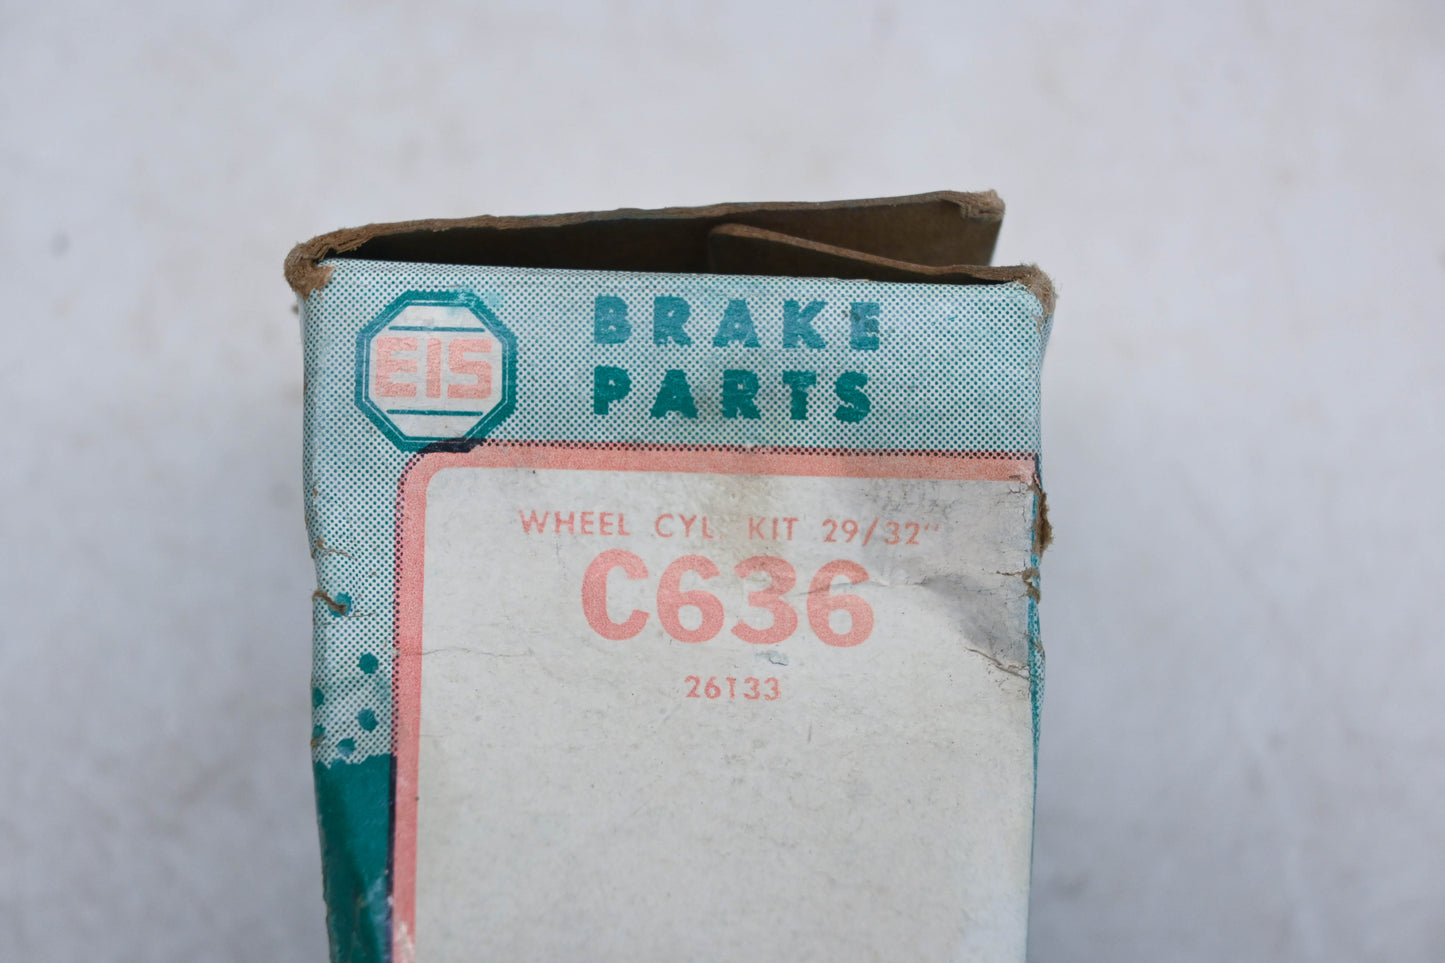 EIS
BRAKE
PARTS
WHEEL CYL. KIT 29/32"
C636
26133